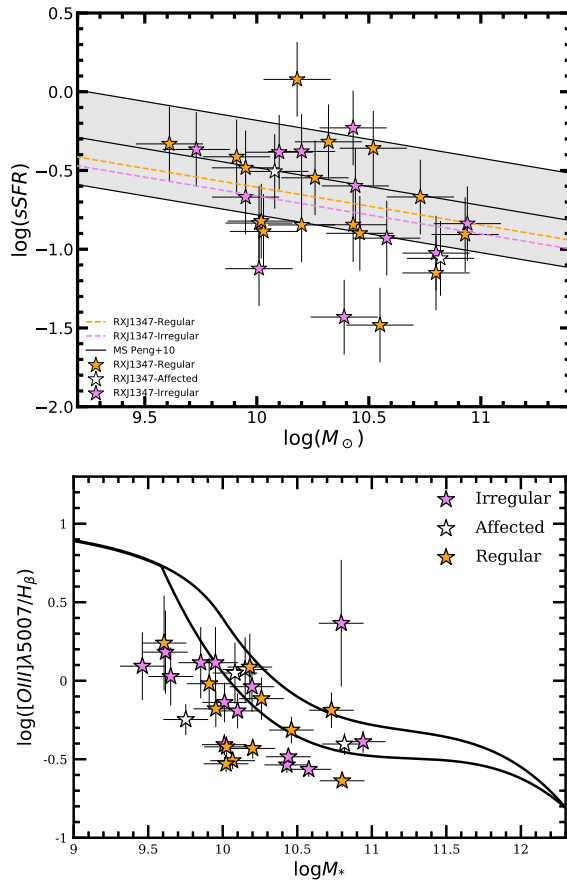 0.5
0.0
−0.5
−1.0
−1.5
−2.0
log(sSFR)
RXJ1347-Regular
RXJ1347-Irregular
MS Peng+10
RXJ1347-Regular
RXJ1347-Affected
RXJ1347-Irregular
9.5 10 10.5 11
log(M⊙)
1
0.5
0
-0.5
-1
log([OIII]λ5007/Hβ)
Irregular
Affected
Regular
9 9.5 10 10.5 11 11.5 12
logM*